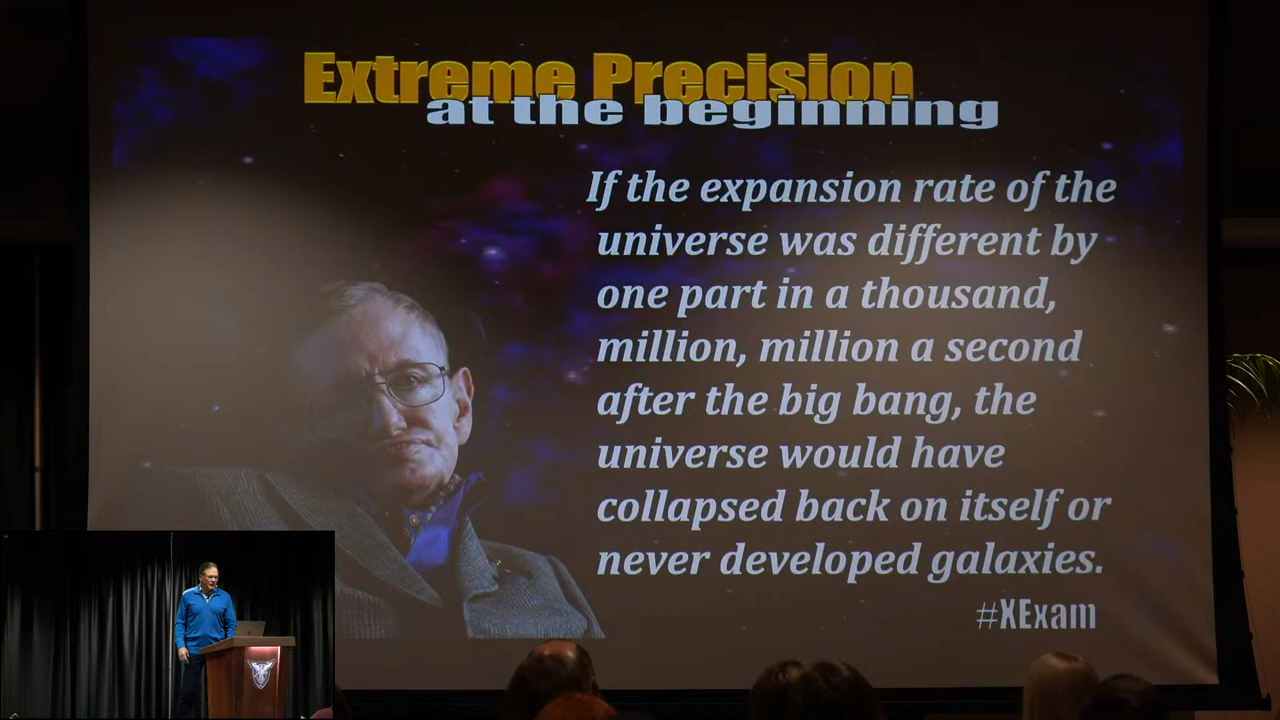 Extreme Precision
at the beginning
If the expansion rate of the
universe was different by
one part in a thousand,
million, million a second
after the big bang, the
universe would have
collapsed back on itself or
never developed galaxies.
#XExam